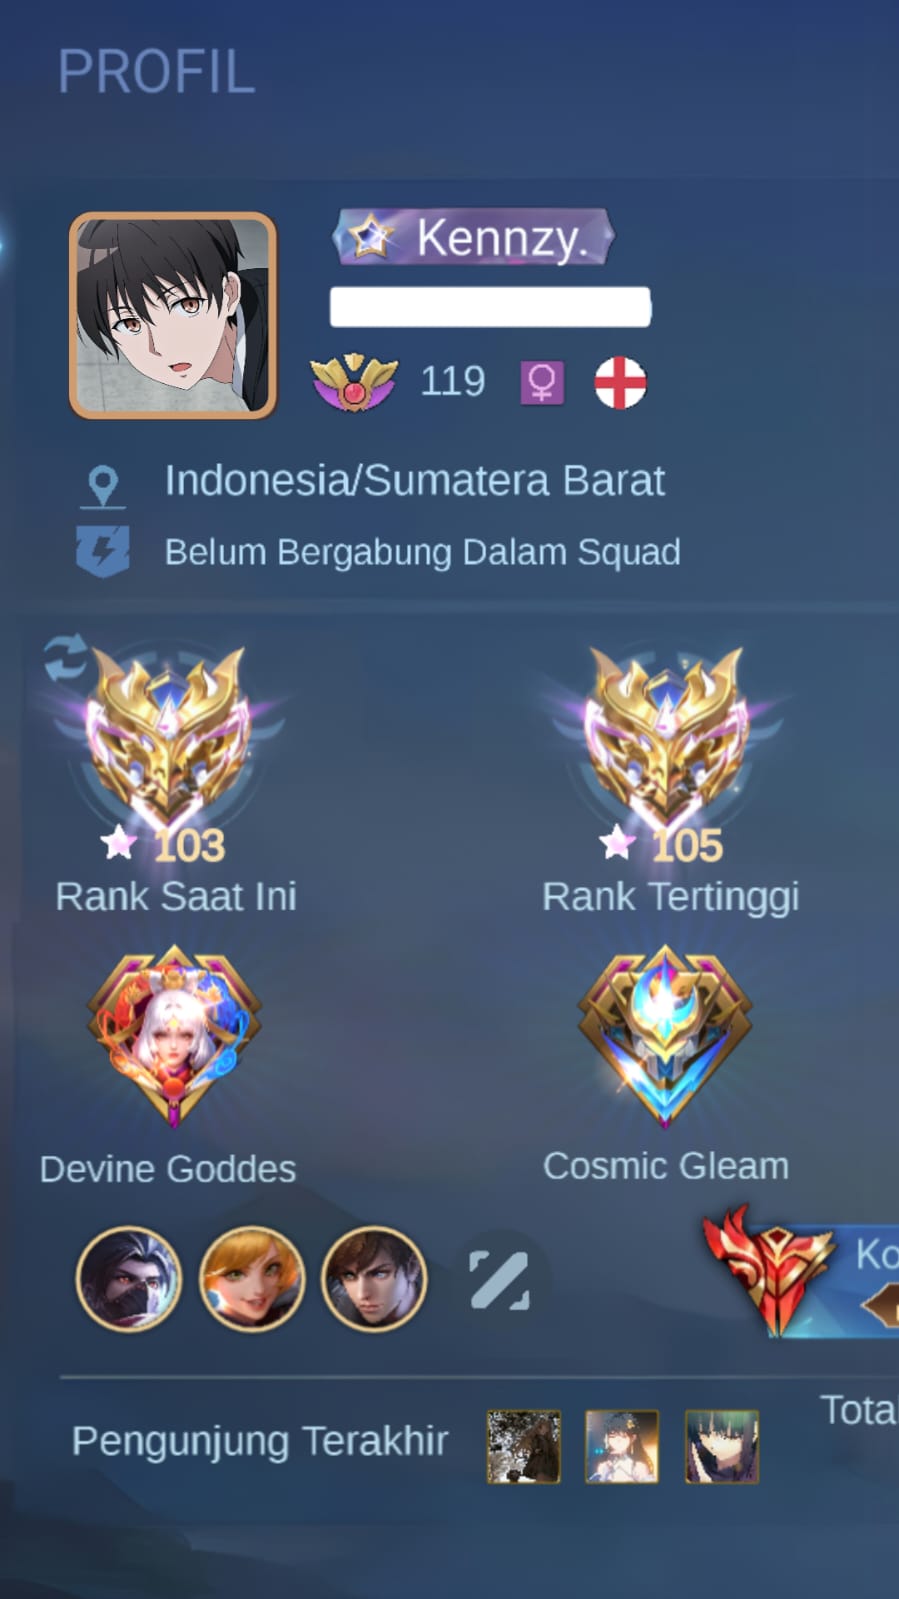 PROFIL
Kennzy.
119
Indonesia/Sumatera Barat
Belum Bergabung Dalam Squad
103
105
Rank Saat Ini
Rank Tertinggi
Devine Goddes
Cosmic Gleam
Ko
Total
Pengunjung Terakhir